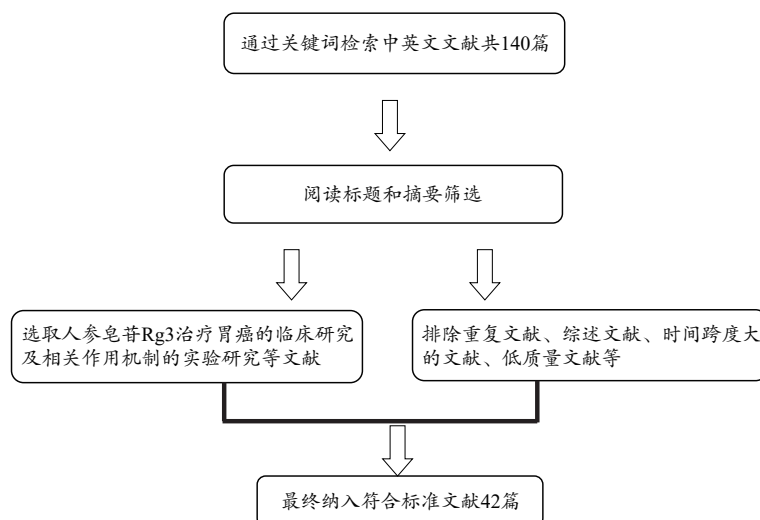 通过关键词检索中英文文献共140篇
阅读标题和摘要筛选
选取人参皂苷Rg3治疗胃癌的临床研究
及相关作用机制的实验研究等文献
排除重复文献、综述文献、时间跨度大
的文献、低质量文献等
最终纳入符合标准文献42篇